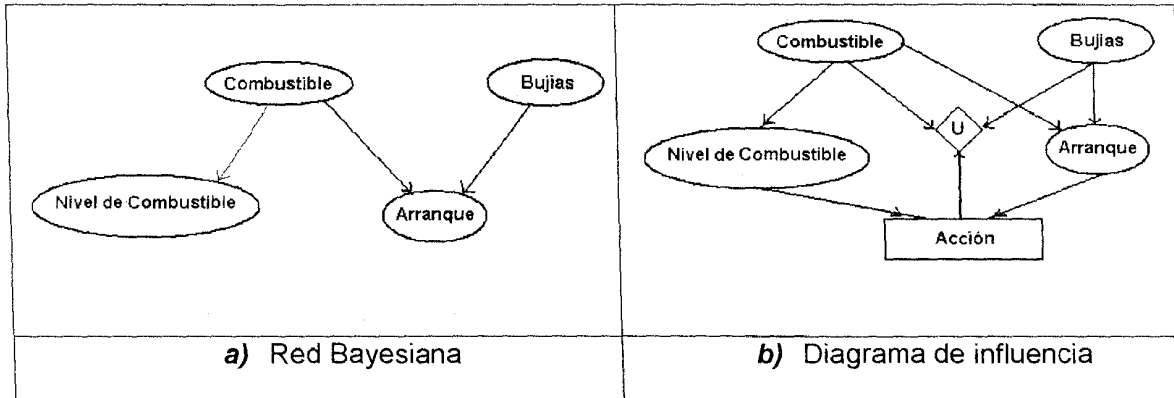 Combustible
Bujias
Nivel de Combustible
Arranque
a) Red Bayesiana
Combustible
Bujias
U
Nivel de Combustible
Arranque
Acción
b) Diagrama de influencia